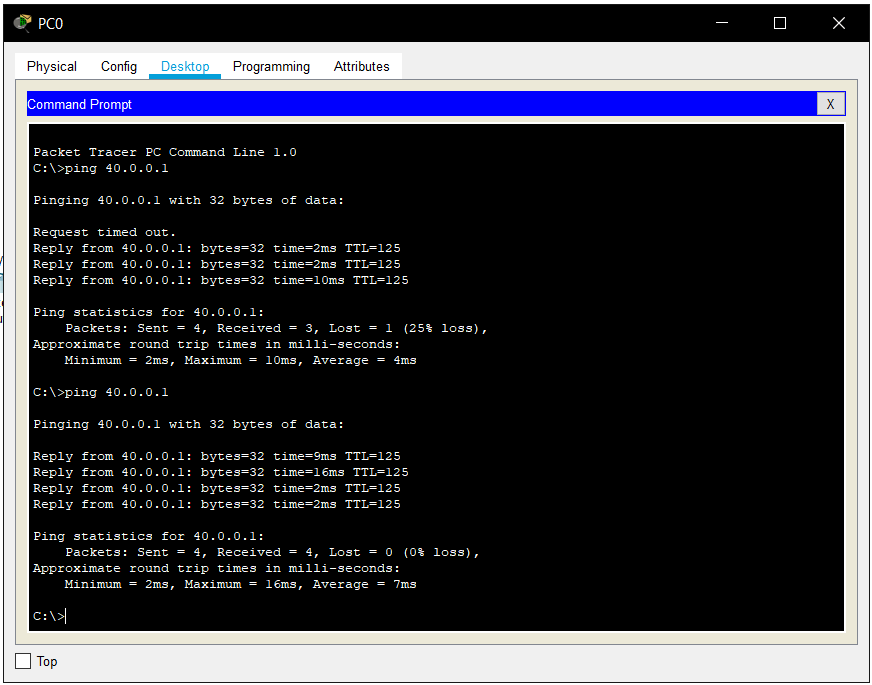 PC0
Physical Config Desktop Programming Attributes
Command Prompt X
Packet Tracer PC Command Line 1.0
C:\>ping 40.0.0.1
Pinging 40.0.0.1 with 32 bytes of data:
Request timed out.
Reply from 40.0.0.1: bytes=32 time=2ms TTL=125
Reply from 40.0.0.1: bytes=32 time=2ms TTL=125
Reply from 40.0.0.1: bytes=32 time=10ms TTL=125
Ping statistics for 40.0.0.1:
Packets: Sent = 4, Received = 3, Lost = 1 (25% loss),
Approximate round trip times in milli-seconds:
Minimum = 2ms, Maximum = 10ms, Average = 4ms
C:\>ping 40.0.0.1
Pinging 40.0.0.1 with 32 bytes of data:
Reply from 40.0.0.1: bytes=32 time=9ms TTL=125
Reply from 40.0.0.1: bytes=32 time=16ms TTL=125
Reply from 40.0.0.1: bytes=32 time=2ms TTL=125
Reply from 40.0.0.1: bytes=32 time=2ms TTL=125
Ping statistics for 40.0.0.1:
Packets: Sent = 4, Received = 4, Lost = 0 (0% loss),
Approximate round trip times in milli-seconds:
Minimum = 2ms, Maximum = 16ms, Average = 7ms
C:\>
Top